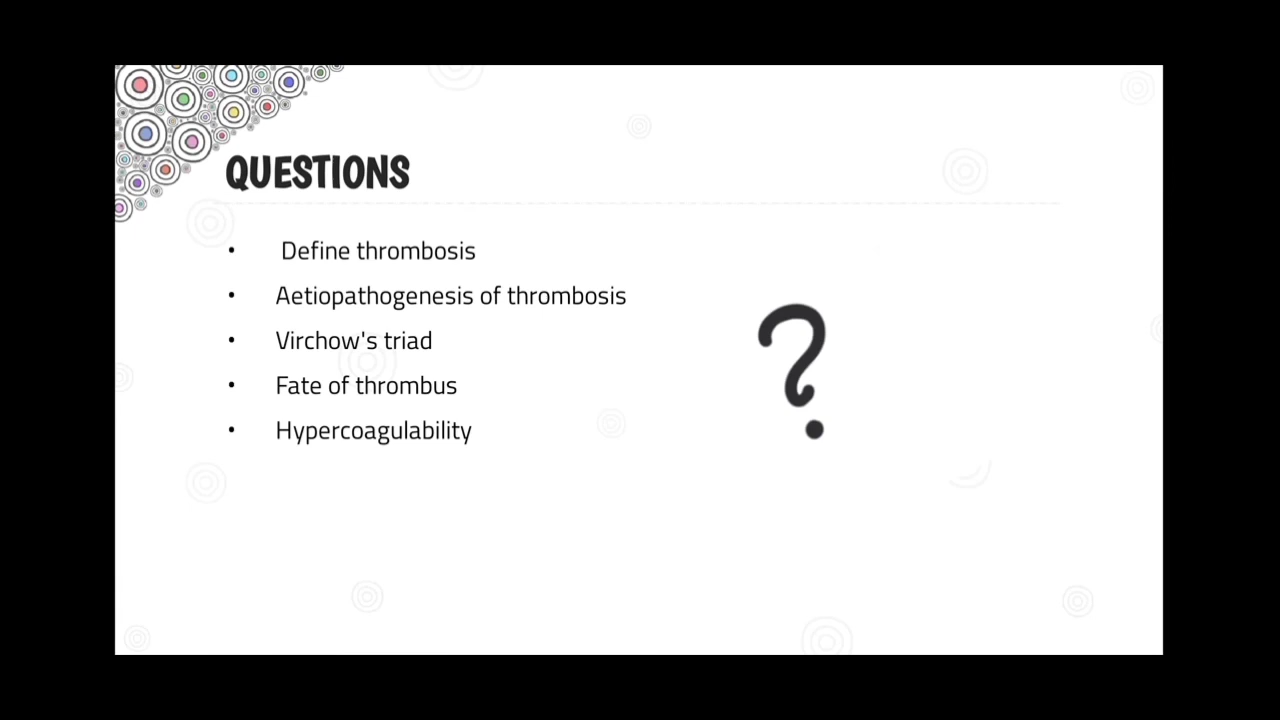 QUESTIONS
• Define thrombosis
• Aetiopathogenesis of thrombosis
• Virchow's triad
• Fate of thrombus
• Hypercoagulability
?